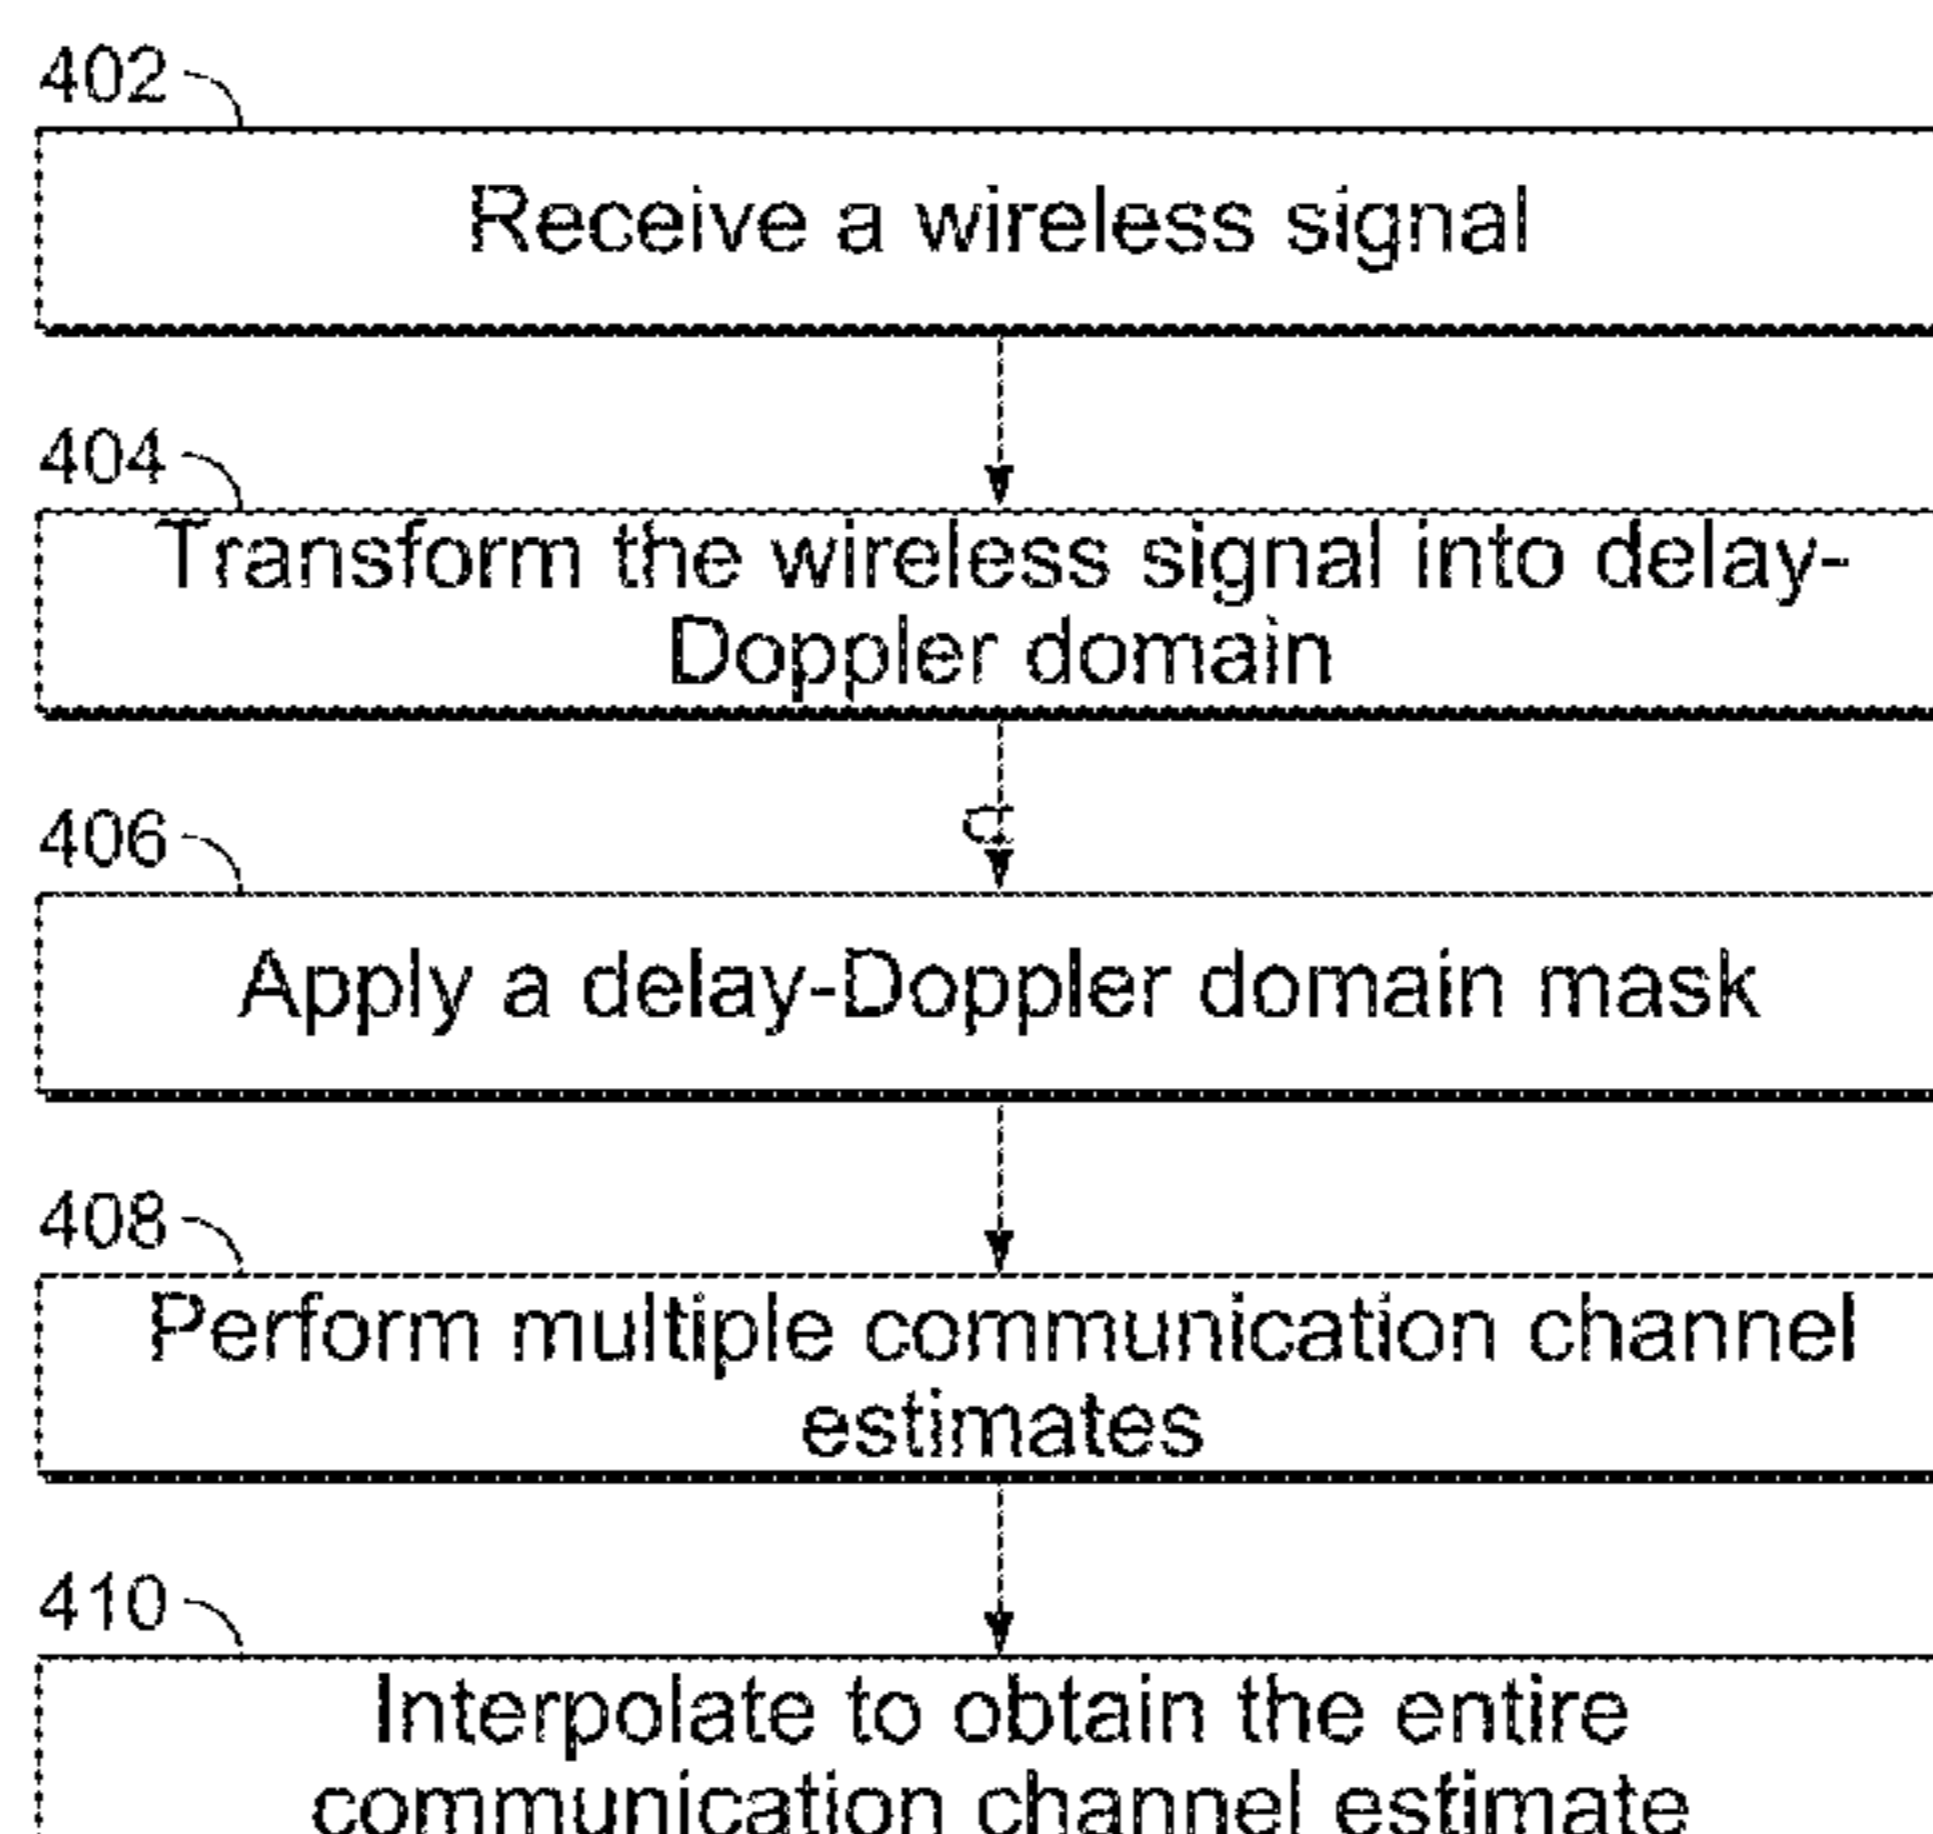 402
Receive a wireless signal
404
Transform the wireless signal into delay-
Doppler domain
406
Apply a delay-Doppler domain mask
408
Perform multiple communication channel
estimates
410
Interpolate to obtain the entire
communication channel estimate